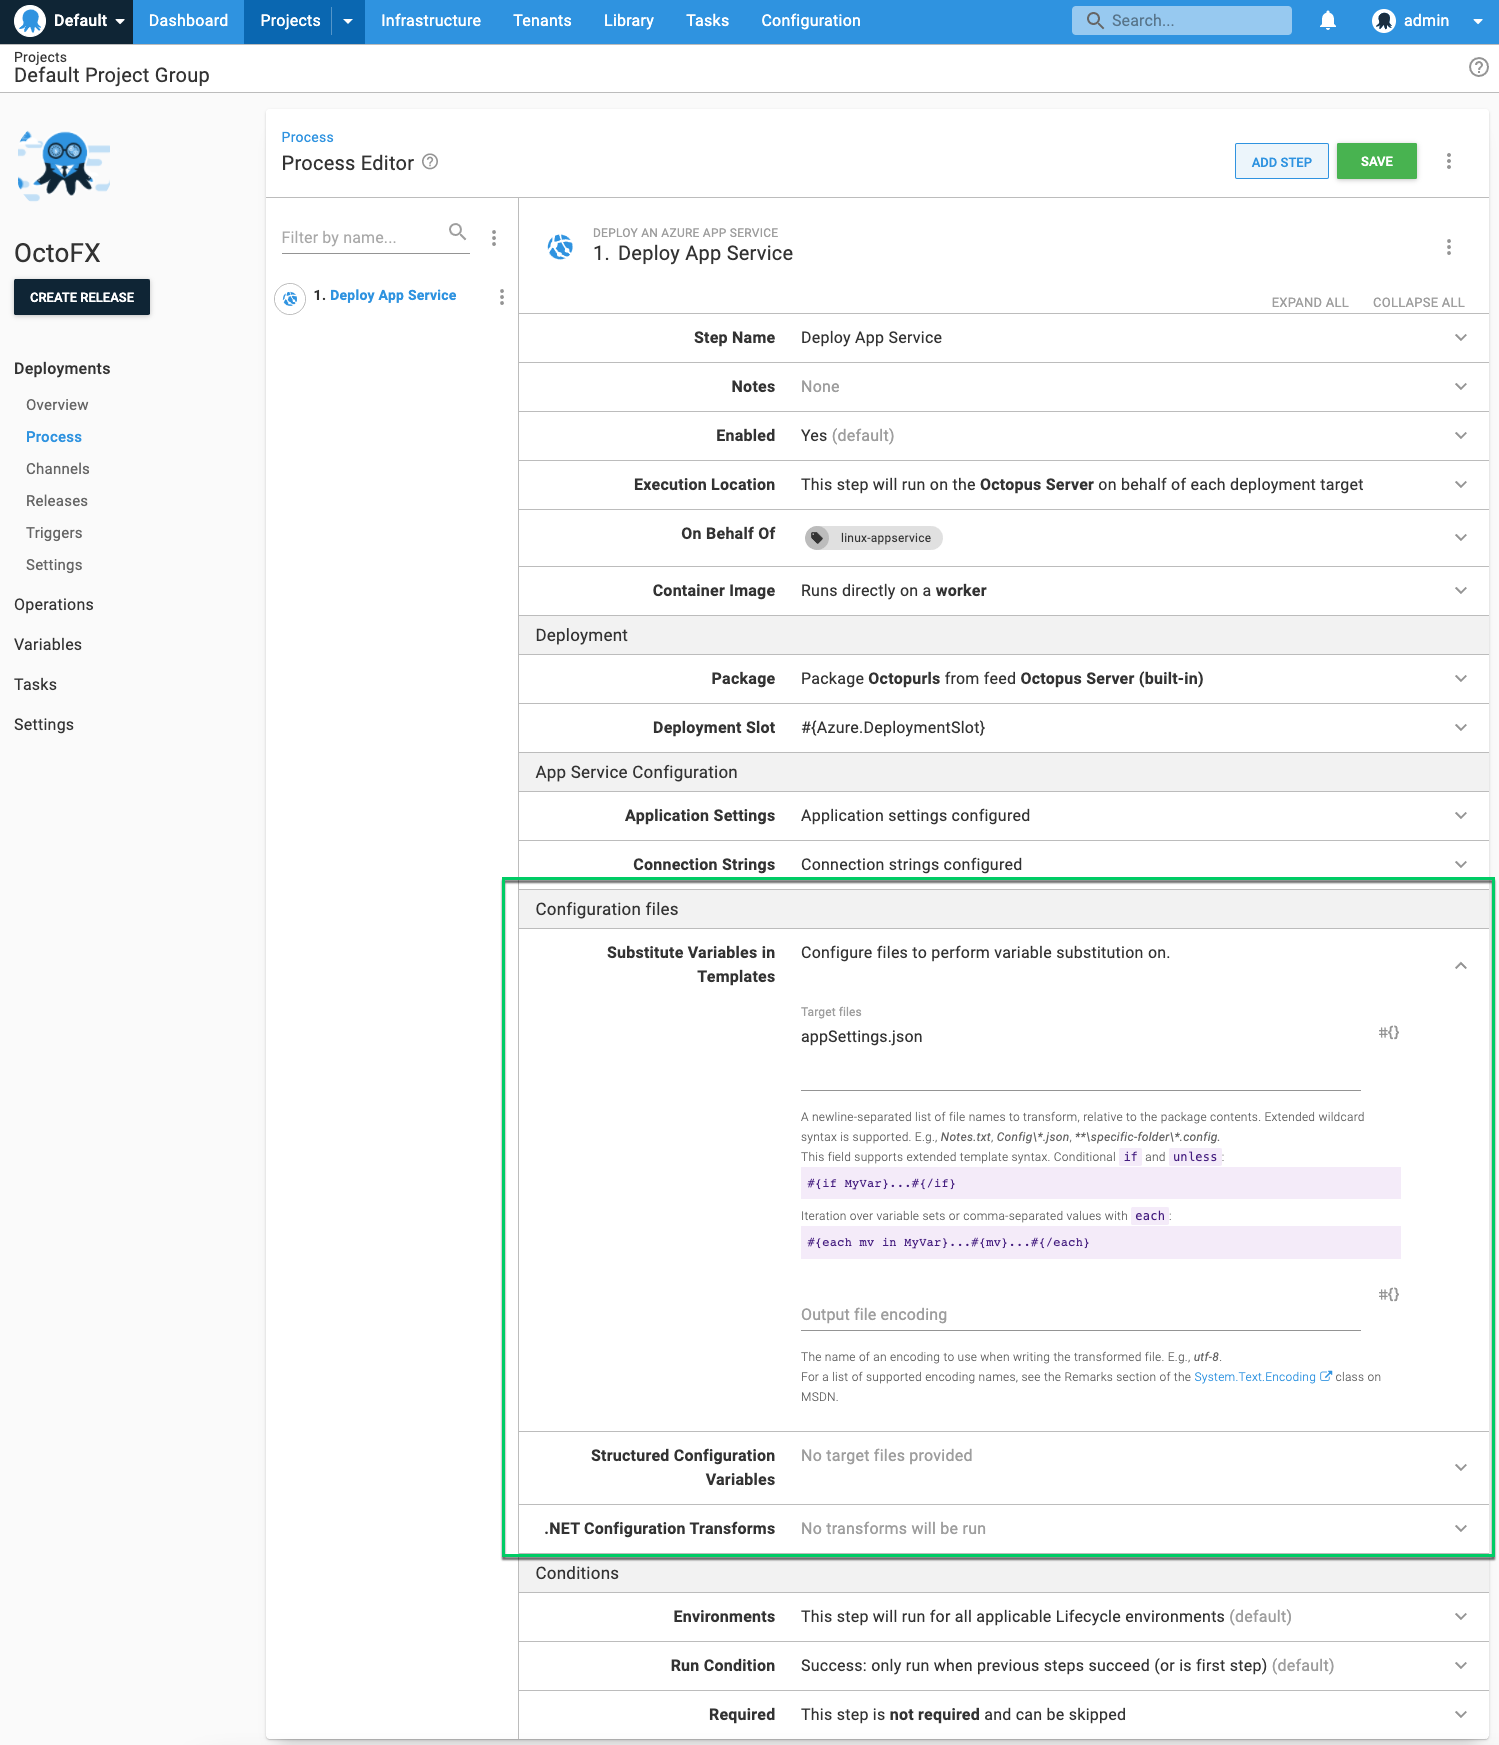 Default
Dashboard
Projects
Infrastructure
Tenants
Library
Tasks
Configuration
Search...
admin
Projects
Default Project Group
OctoFX
CREATE RELEASE
Deployments
Overview
Process
Channels
Releases
Triggers
Settings
Operations
Variables
Tasks
Settings
Process
Process Editor
ADD STEP
SAVE
Filter by name...
1. Deploy App Service
DEPLOY AN AZURE APP SERVICE
1. Deploy App Service
EXPAND ALL
COLLAPSE ALL
Step Name Deploy App Service
Notes None
Enabled Yes (default)
Execution Location This step will run on the Octopus Server on behalf of each deployment target
On Behalf Of linux-appservice
Container Image Runs directly on a worker
Deployment
Package Package Octopurls from feed Octopus Server (built-in)
Deployment Slot #{Azure.DeploymentSlot}
App Service Configuration
Application Settings Application settings configured
Connection Strings Connection strings configured
Configuration files
Substitute Variables in
Templates
Configure files to perform variable substitution on.
Target files
appSettings.json
#{}
A newline-separated list of file names to transform, relative to the package contents. Extended wildcard
syntax is supported. E.g., Notes.txt, Config\*.json, **\specific-folder\*.config.
This field supports extended template syntax. Conditional if and unless:
#{if MyVar}...#{/if}
Iteration over variable sets or comma-separated values with each:
#{each mv in MyVar}...#{mv}...#{/each}
#{}
Output file encoding
The name of an encoding to use when writing the transformed file. E.g., utf-8.
For a list of supported encoding names, see the Remarks section of the System.Text.Encoding class on
MSDN.
Structured Configuration
Variables
No target files provided
.NET Configuration Transforms No transforms will be run
Conditions
Environments This step will run for all applicable Lifecycle environments (default)
Run Condition Success: only run when previous steps succeed (or is first step) (default)
Required This step is not required and can be skipped